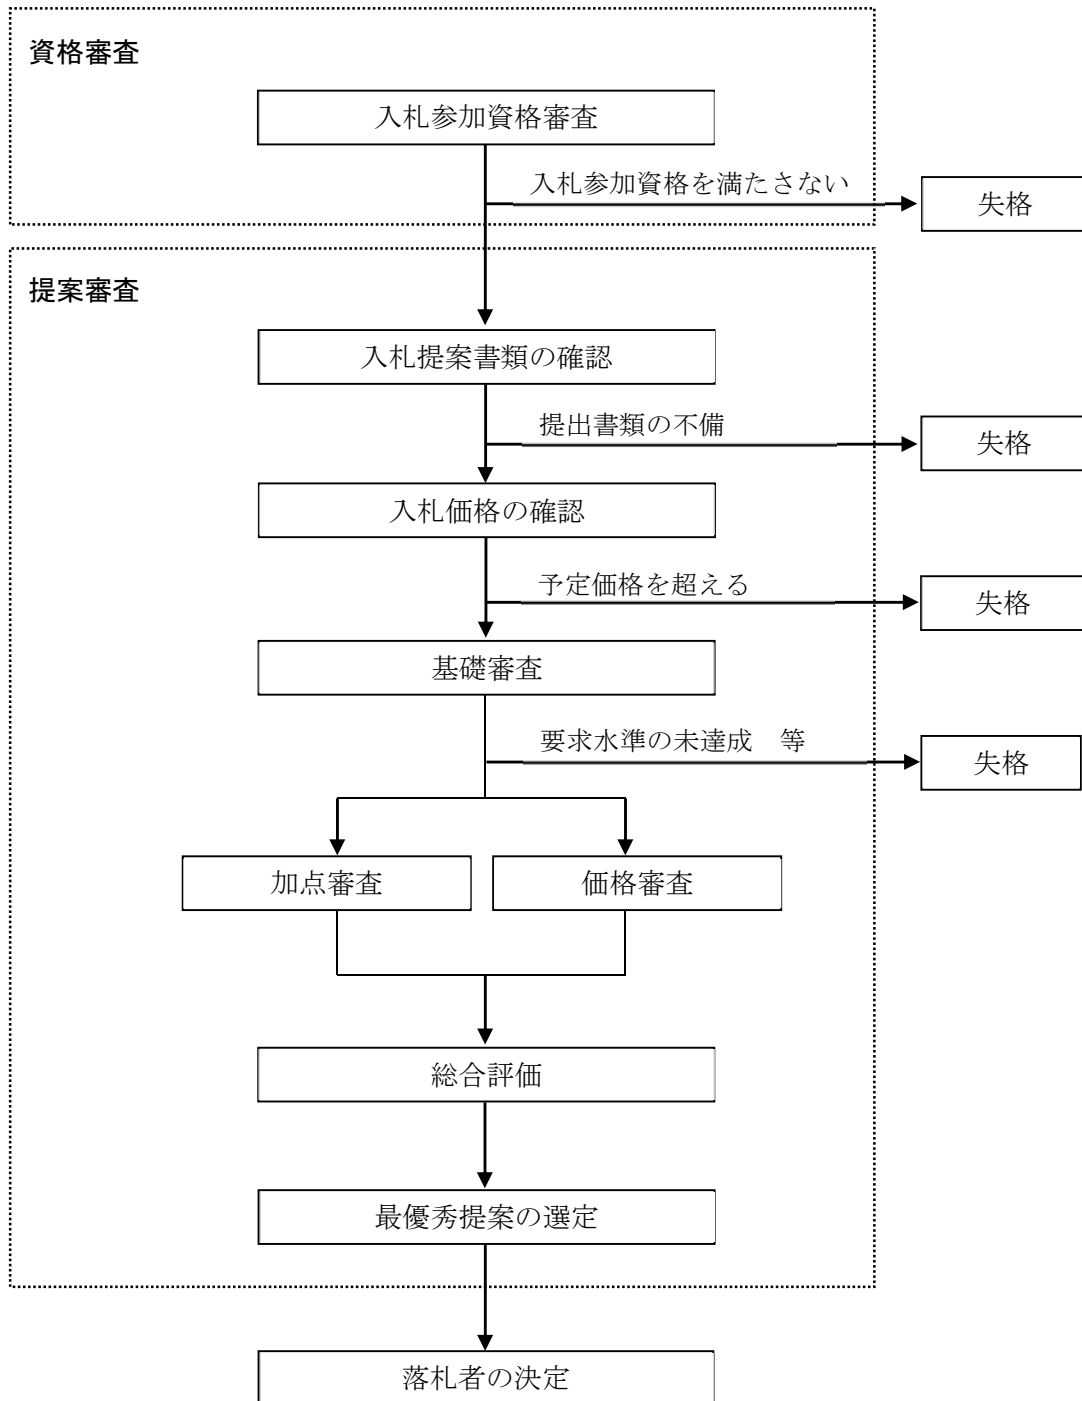 資格審査
入札参加資格審査
入札参加資格を満たさない
失格
提案審査
入札提案書類の確認
提出書類の不備
失格
入札価格の確認
予定価格を超える
失格
基礎審査
要求水準の未達成　等
失格
加点審査
価格審査
総合評価
最優秀提案の選定
落札者の決定